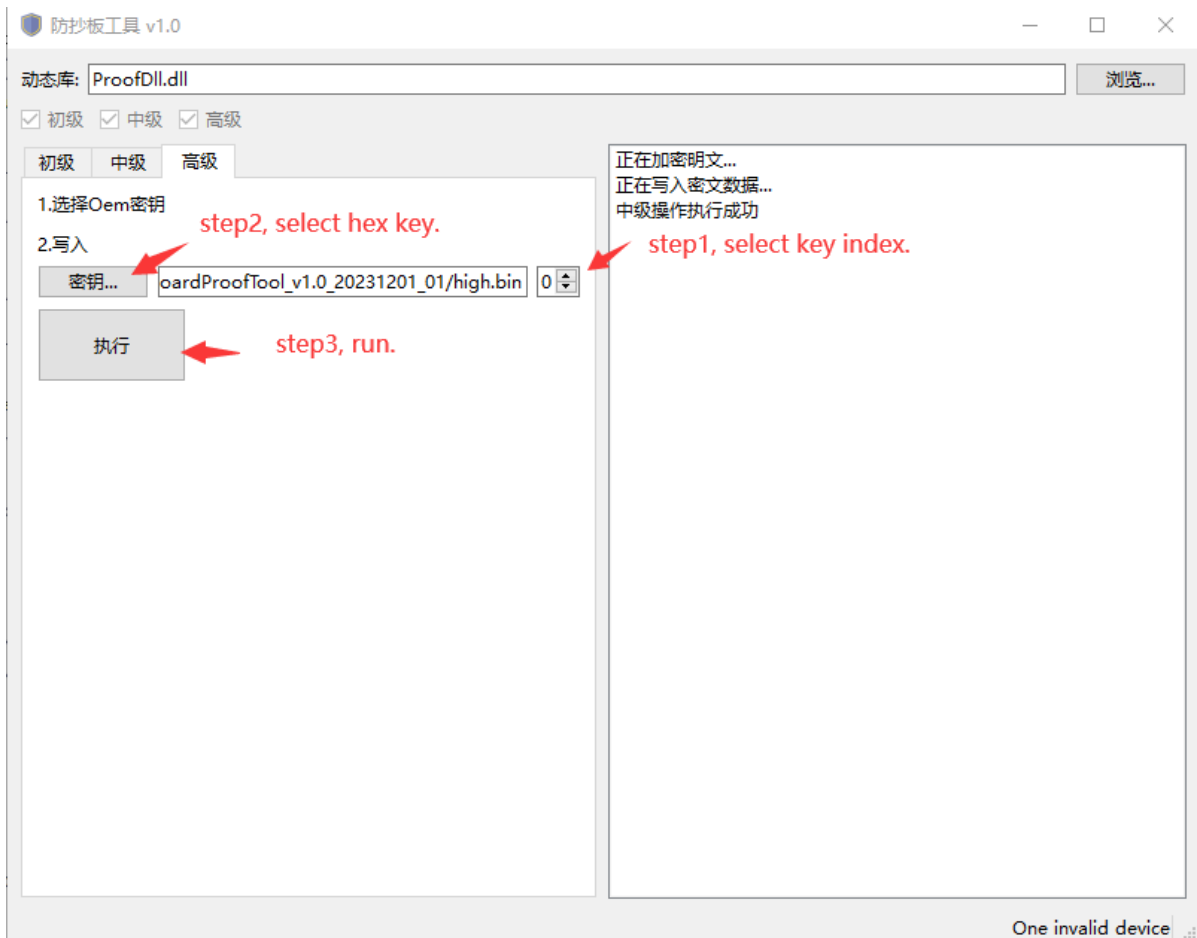 防抄板工具 v1.0
动态库: ProofDll.dll 浏览...
初级 中级 高级
初级 中级 高级
1.选择Oem密钥
step2, select hex key.
2.写入
step1, select key index.
密钥... oardProofTool_v1.0_20231201_01/high.bin 0
执行
step3, run.
正在加密明文...
正在写入密文数据...
中级操作执行成功
One invalid device